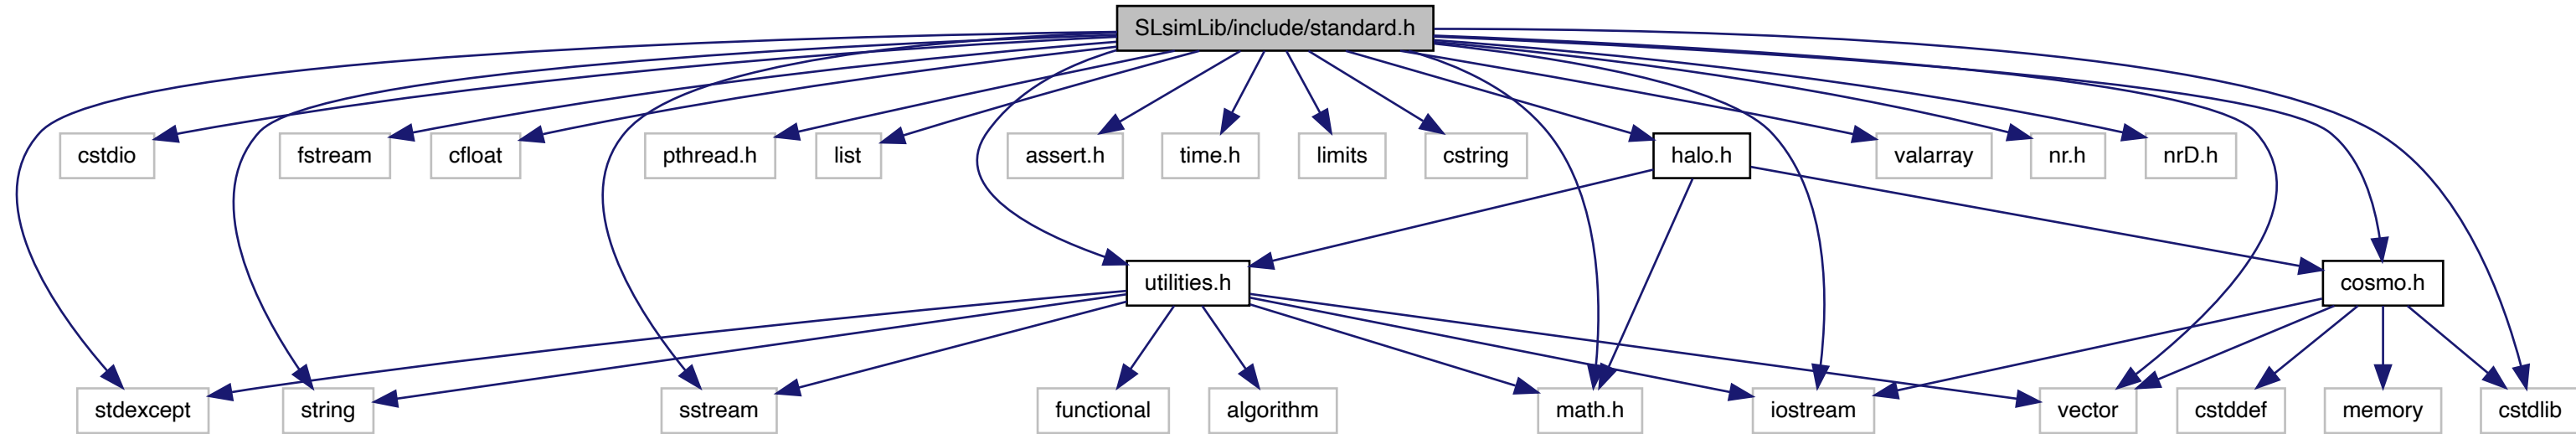 SLsimLib/include/standard.h
cstdio
fstream
cfloat
pthread.h
list
assert.h
time.h
limits
cstring
halo.h
valarray
nr.h
nrD.h
utilities.h
cosmo.h
stdexcept
string
sstream
functional
algorithm
math.h
iostream
vector
cstddef
memory
cstdlib